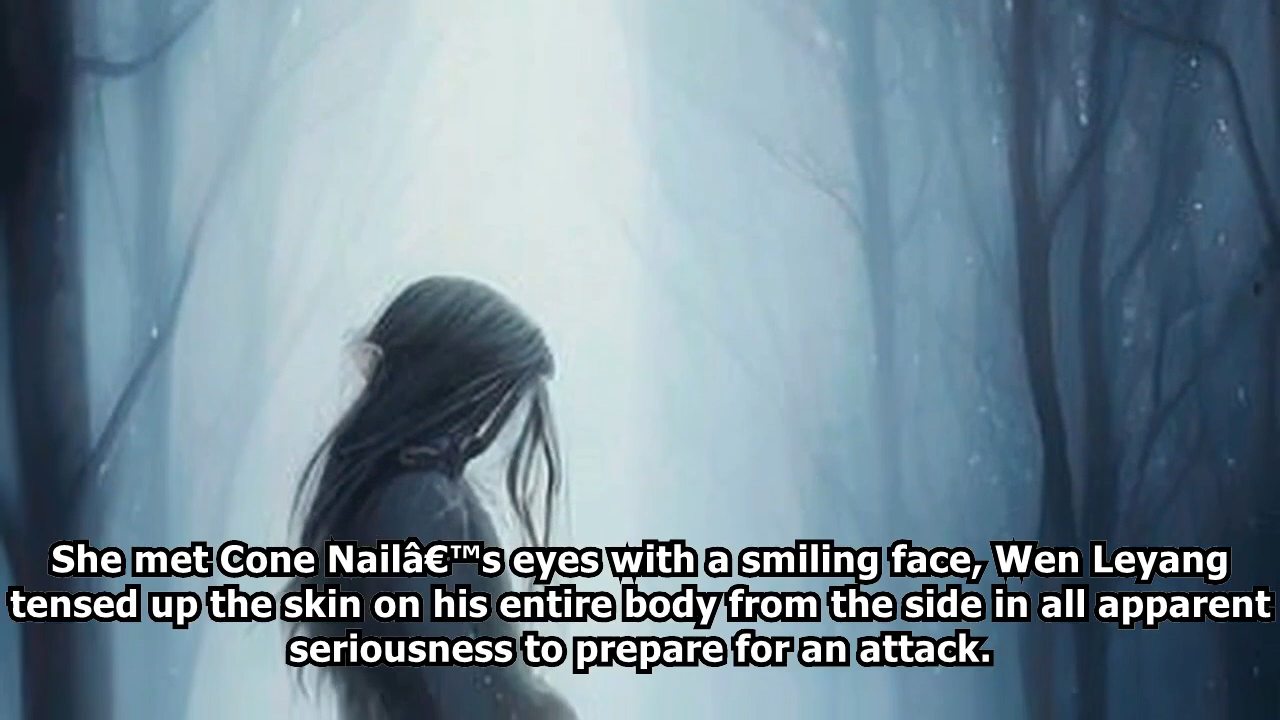 She met Cone Nailâ€™s eyes with a smiling face, Wen Leyang
tensed up the skin on his entire body from the side in all apparent
seriousness to prepare for an attack.